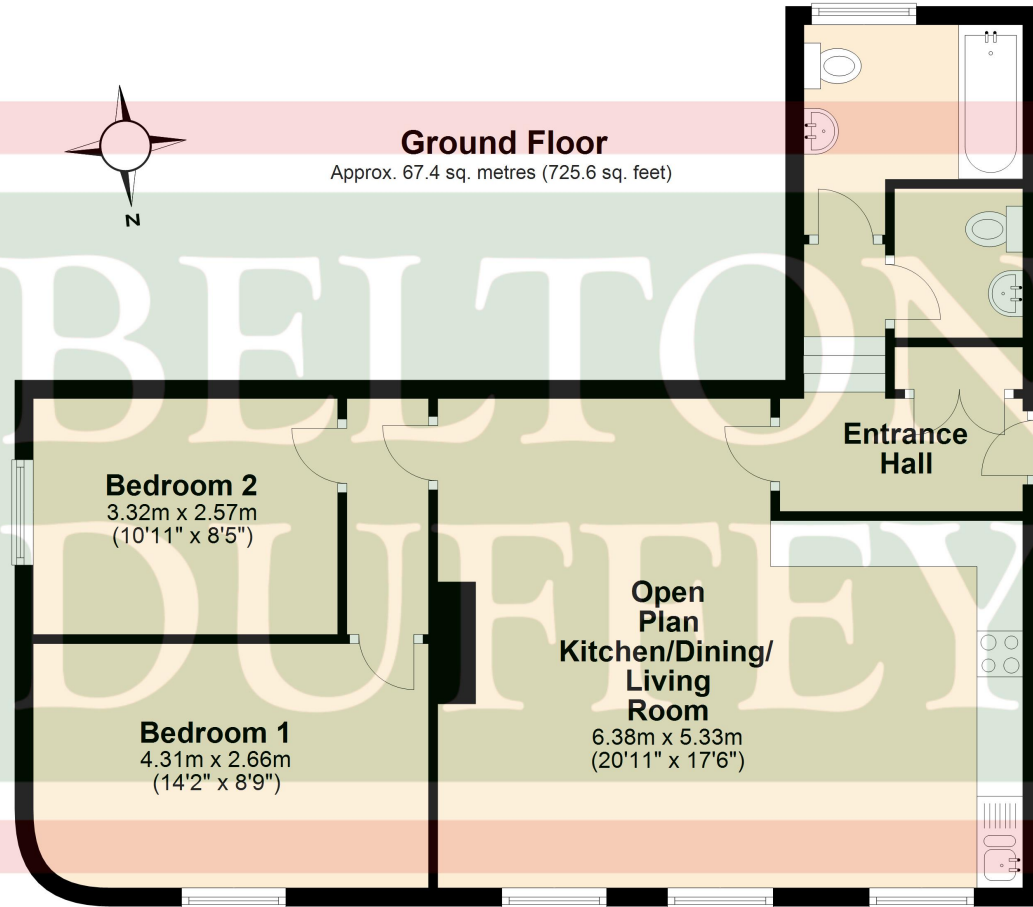 Ground Floor
Approx. 67.4 sq. metres (725.6 sq. feet)
N
BELTON
DUFFEY
Entrance
Hall
Bedroom 2
3.32m x 2.57m
(10'11" x 8'5")
Open
Plan
Kitchen/Dining/
Living
Room
6.38m x 5.33m
(20'11" x 17'6")
Bedroom 1
4.31m x 2.66m
(14'2" x 8'9")